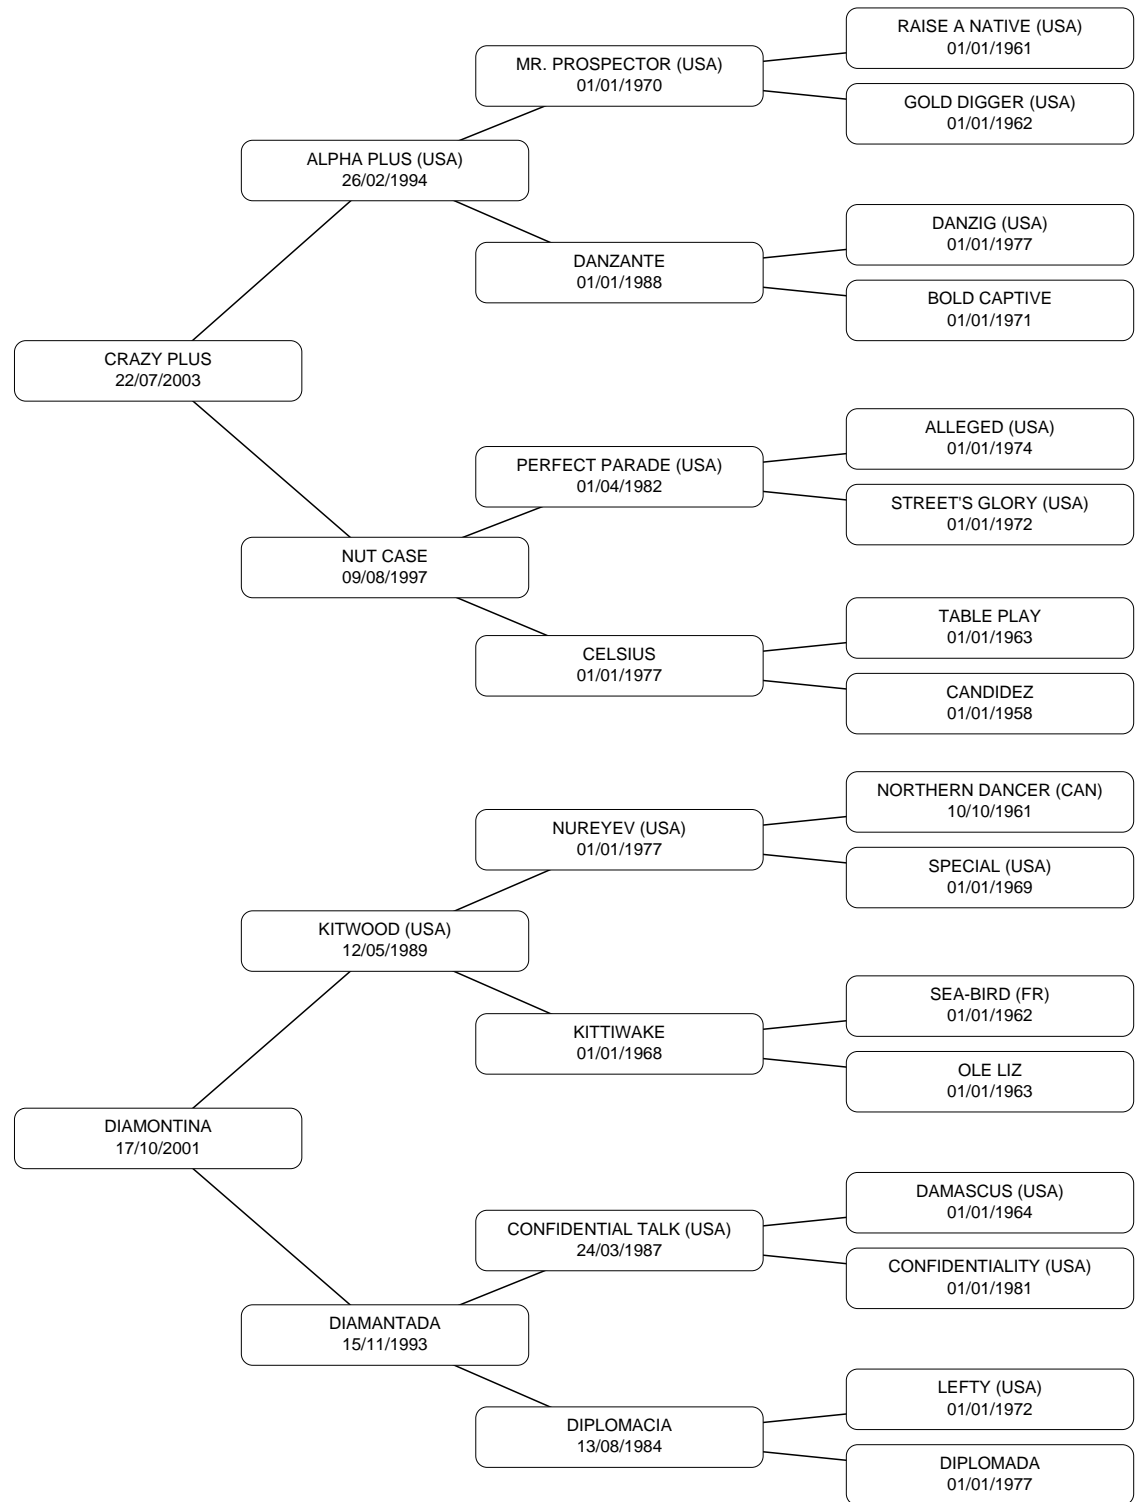 RAISE A NATIVE (USA)
01/01/1961
MR. PROSPECTOR (USA)
01/01/1970
GOLD DIGGER (USA)
01/01/1962
ALPHA PLUS (USA)
26/02/1994
DANZIG (USA)
01/01/1977
DANZANTE
01/01/1988
BOLD CAPTIVE
01/01/1971
CRAZY PLUS
22/07/2003
ALLEGED (USA)
01/01/1974
PERFECT PARADE (USA)
01/04/1982
STREET'S GLORY (USA)
01/01/1972
NUT CASE
09/08/1997
TABLE PLAY
01/01/1963
CELSIUS
01/01/1977
CANDIDEZ
01/01/1958
NORTHERN DANCER (CAN)
10/10/1961
NUREYEV (USA)
01/01/1977
SPECIAL (USA)
01/01/1969
KITWOOD (USA)
12/05/1989
SEA-BIRD (FR)
01/01/1962
KITTIWAKE
01/01/1968
OLE LIZ
01/01/1963
DIAMONTINA
17/10/2001
DAMASCUS (USA)
01/01/1964
CONFIDENTIAL TALK (USA)
24/03/1987
CONFIDENTIALITY (USA)
01/01/1981
DIAMANTADA
15/11/1993
LEFTY (USA)
01/01/1972
DIPLOMACIA
13/08/1984
DIPLOMADA
01/01/1977